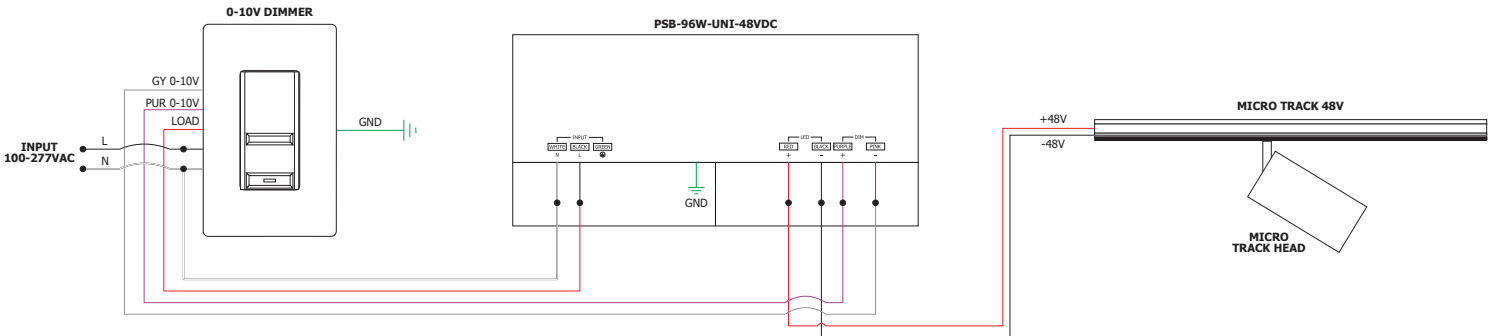 0-10V DIMMER
GY 0-10V
PUR 0-10V
LOAD
INPUT
100-277VAC
L
N
GND
PSB-96W-UNI-48VDC
INPUT
WHITE BLACK GREEN
N L
LED
RED BLACK
+ -
DIM
PURPLE PINK
+ -
GND
+48V
-48V
MICRO TRACK 48V
MICRO
TRACK HEAD